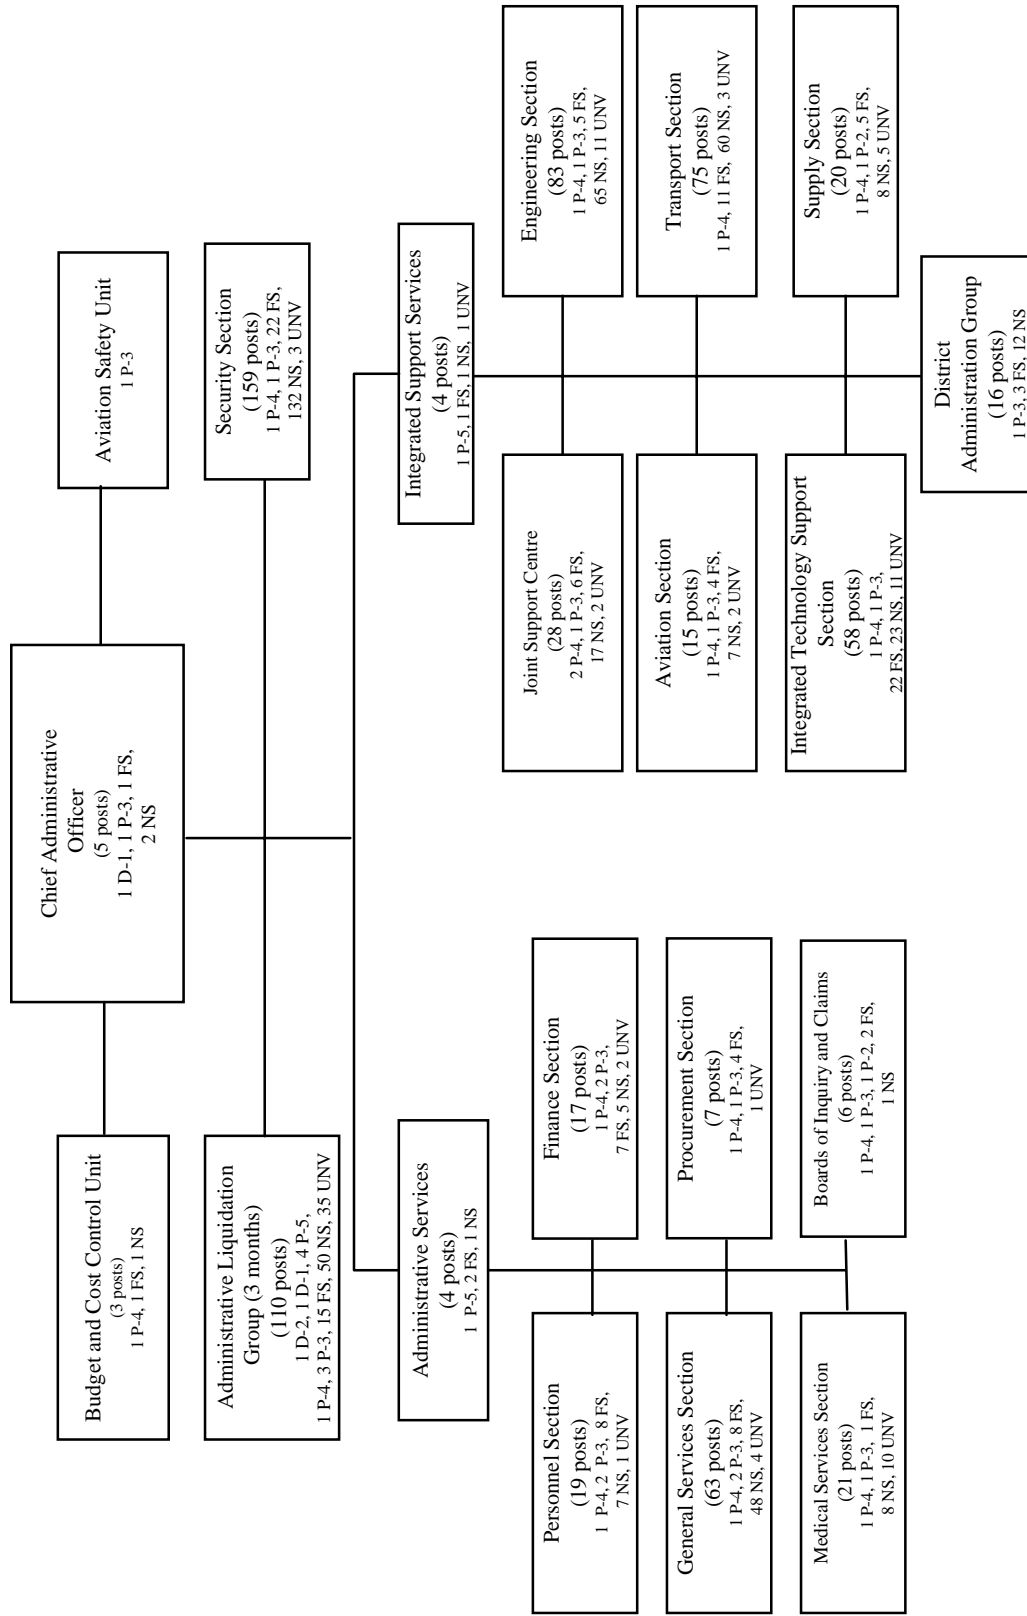 Chief Administrative
Officer
(5 posts)
1 D-1, 1 P-3, 1 FS,
2 NS
Budget and Cost Control Unit
(3 posts)
1 P-4, 1 FS, 1 NS
Aviation Safety Unit
1 P-3
Administrative Liquidation
Group (3 months)
(110 posts)
1 D-2, 1 D-1, 4 P-5,
1 P-4, 3 P-3, 15 FS, 50 NS, 35 UNV
Security Section
(159 posts)
1 P-4, 1 P-3, 22 FS,
132 NS, 3 UNV
Administrative Services
(4 posts)
1 P-5, 2 FS, 1 NS
Integrated Support Services
(4 posts)
1 P-5, 1 FS, 1 NS, 1 UNV
Personnel Section
(19 posts)
1 P-4, 2 P-3, 8 FS,
7 NS, 1 UNV
Finance Section
(17 posts)
1 P-4, 2 P-3,
7 FS, 5 NS, 2 UNV
Joint Support Centre
(28 posts)
2 P-4, 1 P-3, 6 FS,
17 NS, 2 UNV
Engineering Section
(83 posts)
1 P-4, 1 P-3, 5 FS,
65 NS, 11 UNV
General Services Section
(63 posts)
1 P-4, 2 P-3, 8 FS,
48 NS, 4 UNV
Procurement Section
(7 posts)
1 P-4, 1 P-3, 4 FS,
1 UNV
Aviation Section
(15 posts)
1 P-4, 1 P-3, 4 FS,
7 NS, 2 UNV
Transport Section
(75 posts)
1 P-4, 11 FS, 60 NS, 3 UNV
Medical Services Section
(21 posts)
1 P-4, 1 P-3, 1 FS,
8 NS, 10 UNV
Boards of Inquiry and Claims
(6 posts)
1 P-4, 1 P-3, 1 P-2, 2 FS,
1 NS
Integrated Technology Support
Section
(58 posts)
1 P-4, 1 P-3,
22 FS, 23 NS, 11 UNV
Supply Section
(20 posts)
1 P-4, 1 P-2, 5 FS,
8 NS, 5 UNV
District
Administration Group
(16 posts)
1 P-3, 3 FS, 12 NS